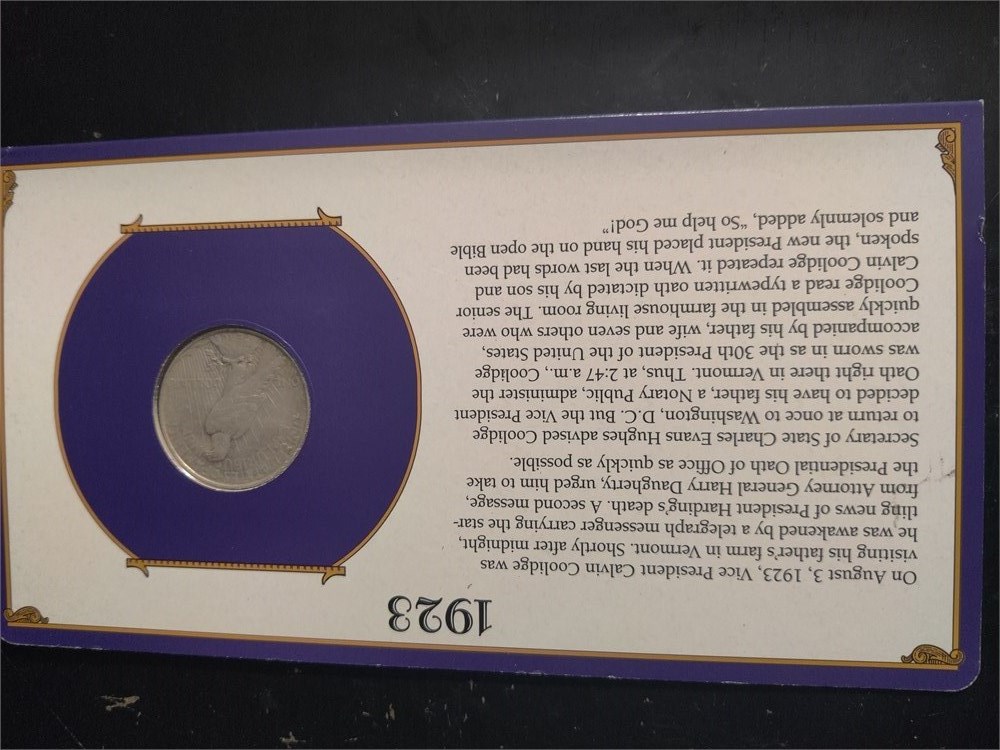 1923
On August 3, 1923, Vice President Calvin Coolidge was
visiting his father's farm in Vermont. Shortly after midnight,
he was awakened by a telegraph messenger carrying the star-
tling news of President Harding's death. A second message,
from Attorney General Harry Daugherty, urged him to take
the Presidential Oath of Office as quickly as possible.
Secretary of State Charles Evans Hughes advised Coolidge
to return at once to Washington, D.C. But the Vice President
decided to have his father, a Notary Public, administer the
Oath right there in Vermont. Thus, at 2:47 a.m., Coolidge
was sworn in as the 30th President of the United States,
accompanied by his father, wife and seven others who were
quickly assembled in the farmhouse living room. The senior
Coolidge read a typewritten oath dictated by his son and
Calvin Coolidge repeated it. When the last words had been
spoken, the new President placed his hand on the open Bible
and solemnly added, "So help me God!"